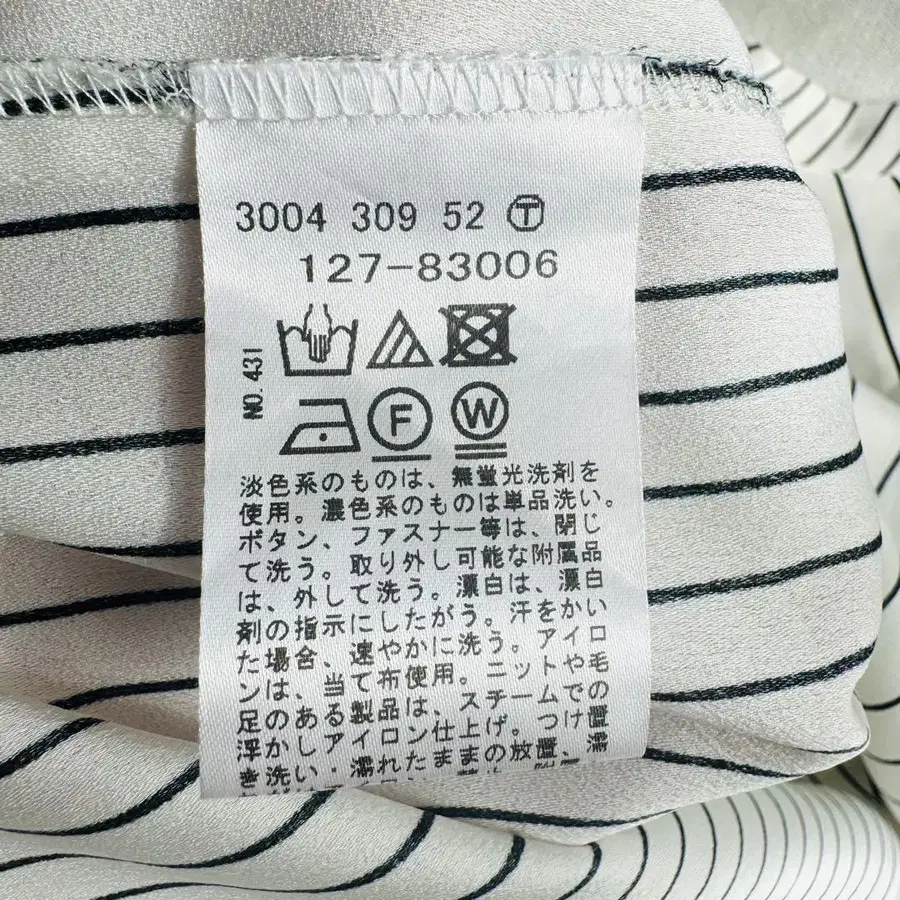 3004 309 52 Ⓣ
127-83006
NO.431
F W
淡色系のものは、無蛍光洗剤を
使用。濃色系のものは単品洗い。
ボタン、ファスナー等は、閉じ
て洗う。取り外し可能な附属品
は、外して洗う。漂白は、漂白
剤の指示にしたがう。汗をかい
た場合、速やかに洗う。アイロ
ンは、当て布使用。ニットや毛
足のある製品は、スチームでの
浮かしアイロン仕上げ。つけ置
き洗い・濡れたままの放置、濡